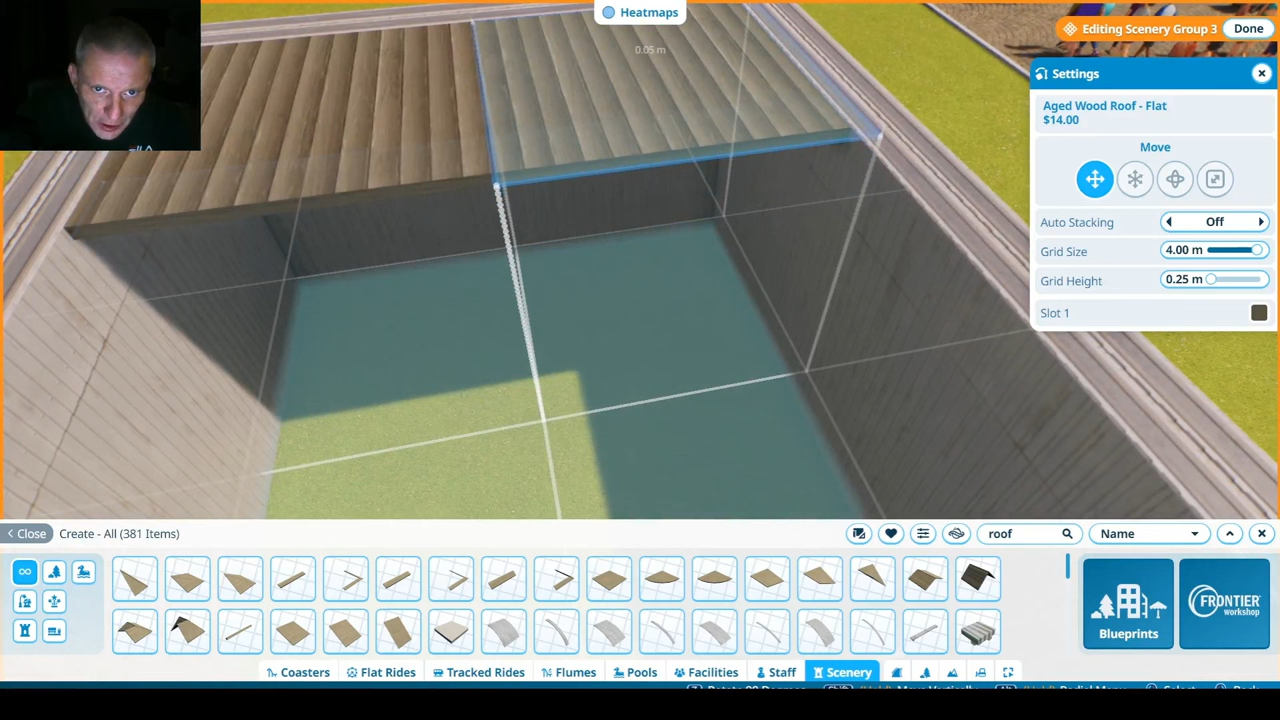 Heatmaps
0.05 m
Editing Scenery Group 3
Done
Settings
Aged Wood Roof - Flat
$14.00
Move
Auto Stacking
Off
Grid Size
4.00 m
Grid Height
0.25 m
Slot 1
Close
Create - All (381 Items)
roof
Name
Blueprints
FRONTIER
workshop
Coasters
Flat Rides
Tracked Rides
Flumes
Pools
Facilities
Staff
Scenery